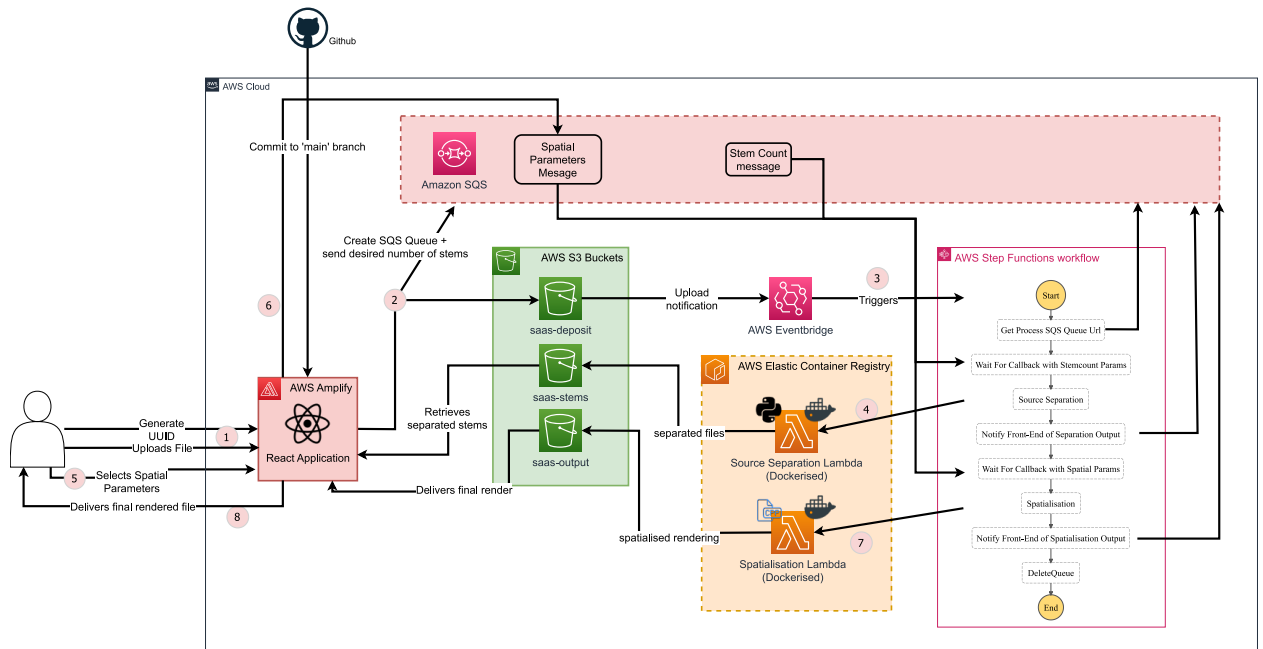 Github
aws
AWS Cloud
Commit to 'main' branch
Amazon SQS
Spatial
Parameters
Mesage
Stem Count
message
Create SQS Queue +
send desired number of stems
2
6
AWS S3 Buckets
saas-deposit
saas-stems
saas-output
Upload
notification
AWS Eventbridge
3
Triggers
AWS Step Functions workflow
Start
Get Process SQS Queue Url
Wait For Callback with Stemcount Params
Source Separation
Notify Front-End of Separation Output
Wait For Callback with Spatial Params
Spatialisation
Notify Front-End of Spatialisation Output
DeleteQueue
End
AWS Elastic Container Registry
4
separated files
Source Separation Lambda
(Dockerised)
CPP
spatialised rendering
7
Spatialisation Lambda
(Dockerised)
AWS Amplify
React Application
Retrieves
separated stems
Delivers final render
Generate
UUID
1
Uploads File
5
Selects Spatial
Parameters
Delivers final rendered file
8